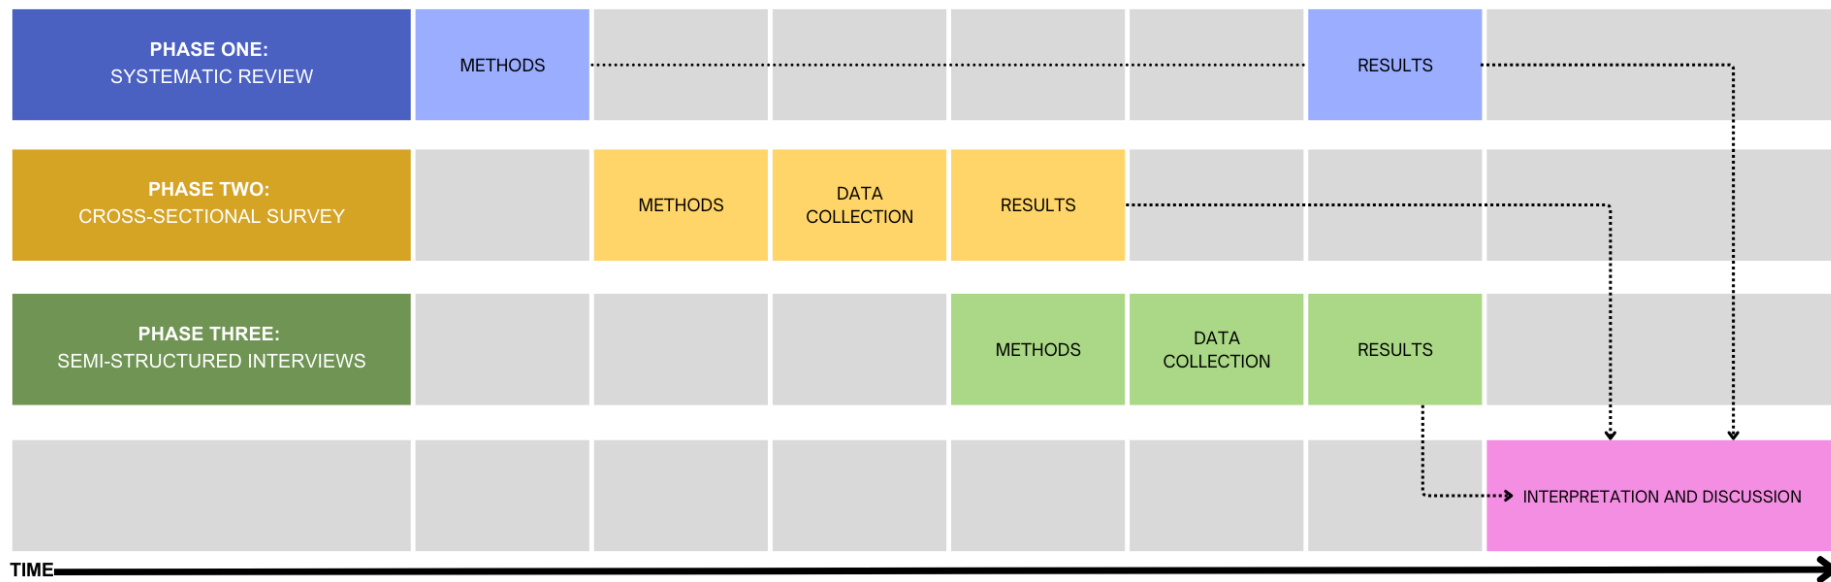 PHASE ONE:
SYSTEMATIC REVIEW
METHODS
RESULTS
PHASE TWO:
CROSS-SECTIONAL SURVEY
METHODS
DATA
COLLECTION
RESULTS
PHASE THREE:
SEMI-STRUCTURED INTERVIEWS
METHODS
DATA
COLLECTION
RESULTS
INTERPRETATION AND DISCUSSION
TIME